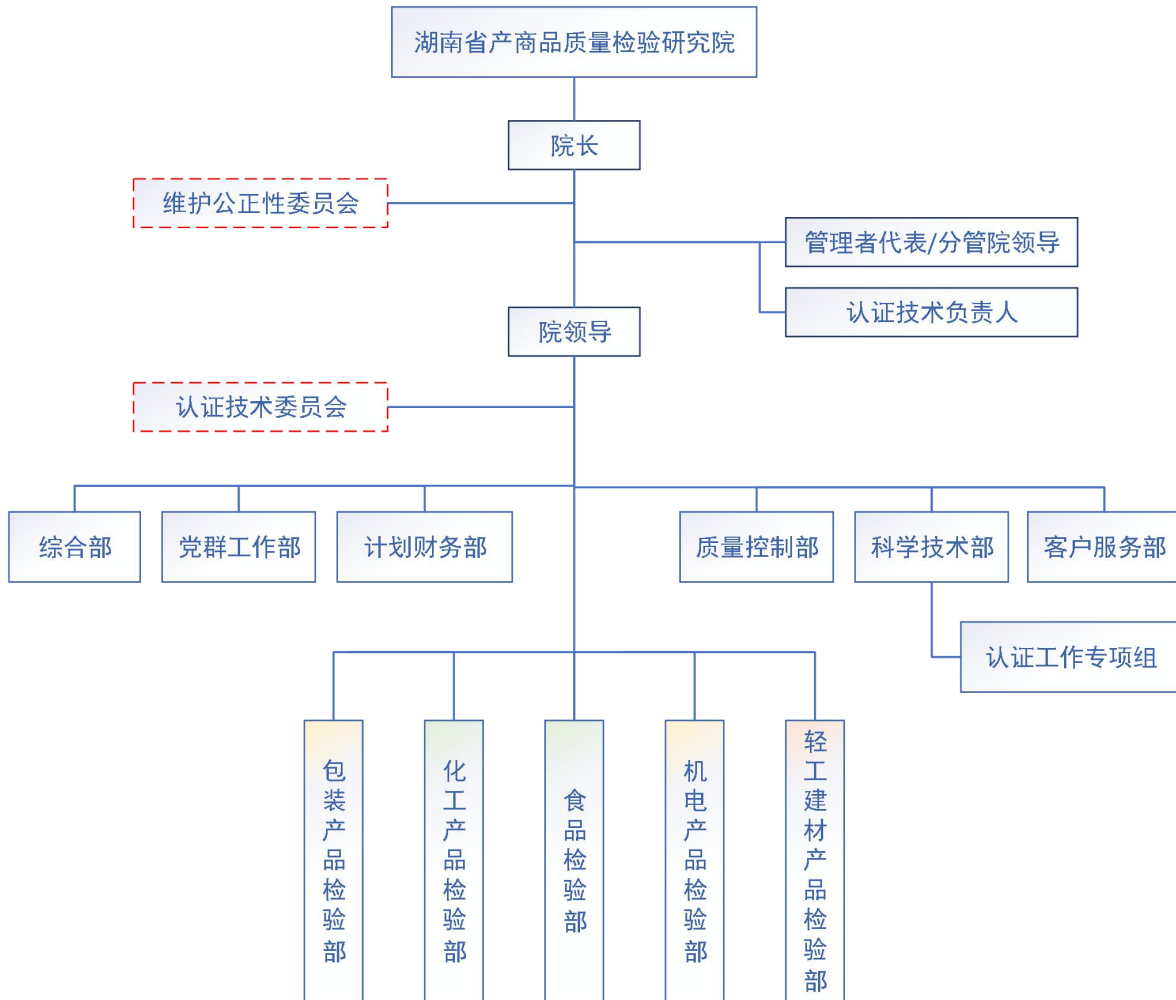 湖南省产商品质量检验研究院
院长
维护公正性委员会
管理者代表/分管院领导
认证技术负责人
院领导
认证技术委员会
综合部
党群工作部
计划财务部
质量控制部
科学技术部
客户服务部
认证工作专项组
包装产品检验部
化工产品检验部
食品检验部
机电产品检验部
轻工建材产品检验部